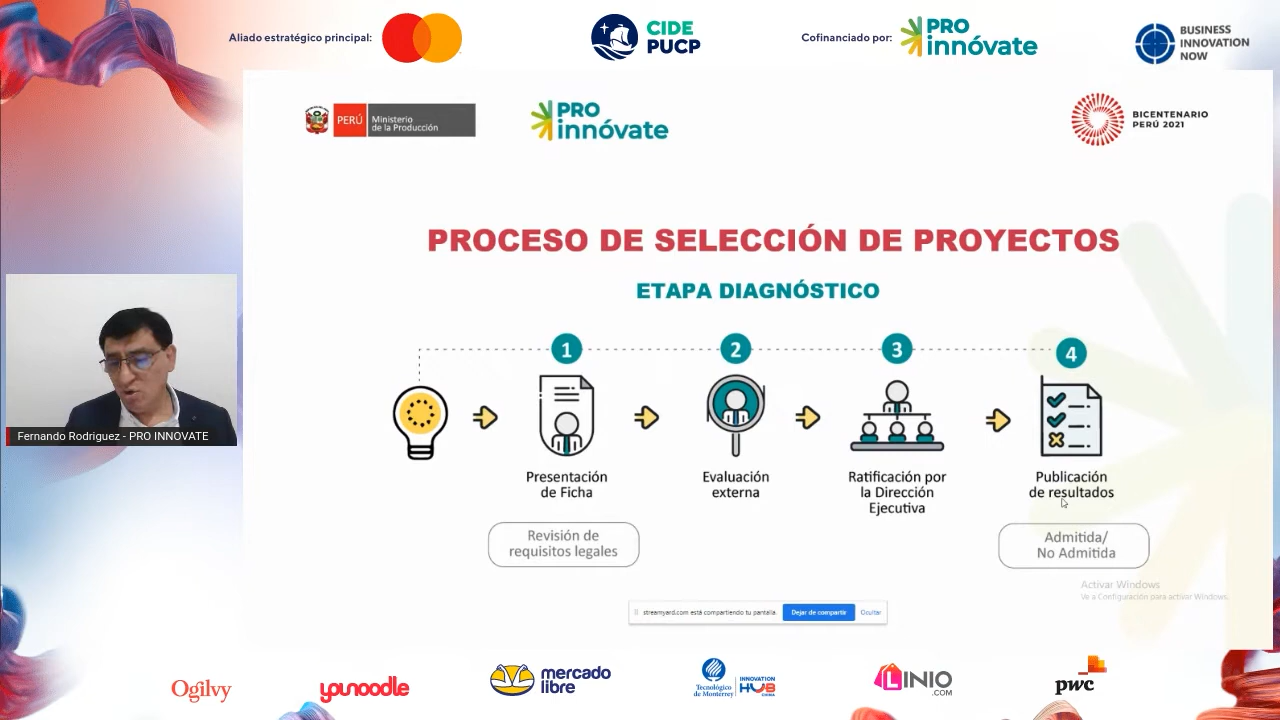 Aliado estratégico principal:
CIDE
PUCP
Cofinanciado por:
PRO
innóvate
BUSINESS
INNOVATION
NOW
PERÚ
Ministerio
de la Producción
PRO
innóvate
BICENTENARIO
PERÚ 2021
PROCESO DE SELECCIÓN DE PROYECTOS
ETAPA DIAGNÓSTICO
1
2
3
4
Presentación
de Ficha
Evaluación
externa
Ratificación por
la Dirección
Ejecutiva
Publicación
de resultados
Revisión de
requisitos legales
Admitida/
No Admitida
Fernando Rodriguez - PRO INNOVATE
Activar Windows
Ve a Configuración para activar Windows.
streamyard.com está compartiendo tu pantalla.
Dejar de compartir
Ocultar
Ogilvy
younoodle
mercado
libre
Tecnológico
de Monterrey
INNOVATION
HUB
CHINA
LINIO
.COM
pwc